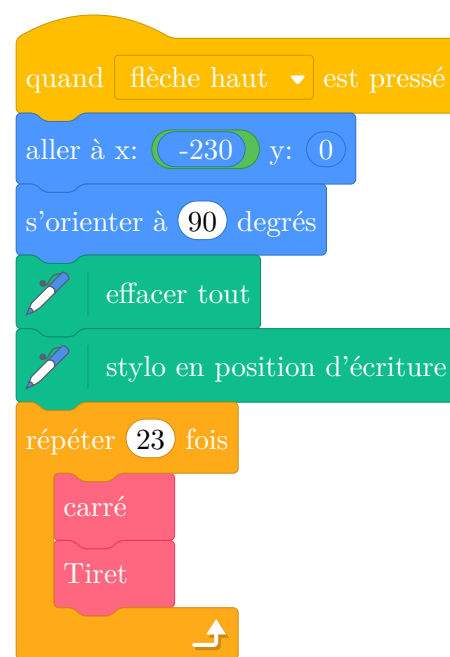 quand flèche haut est pressé
aller à x: -230 y: 0
s'orienter à 90 degrés
effacer tout
stylo en position d'écriture
répéter 23 fois
carré
Tiret